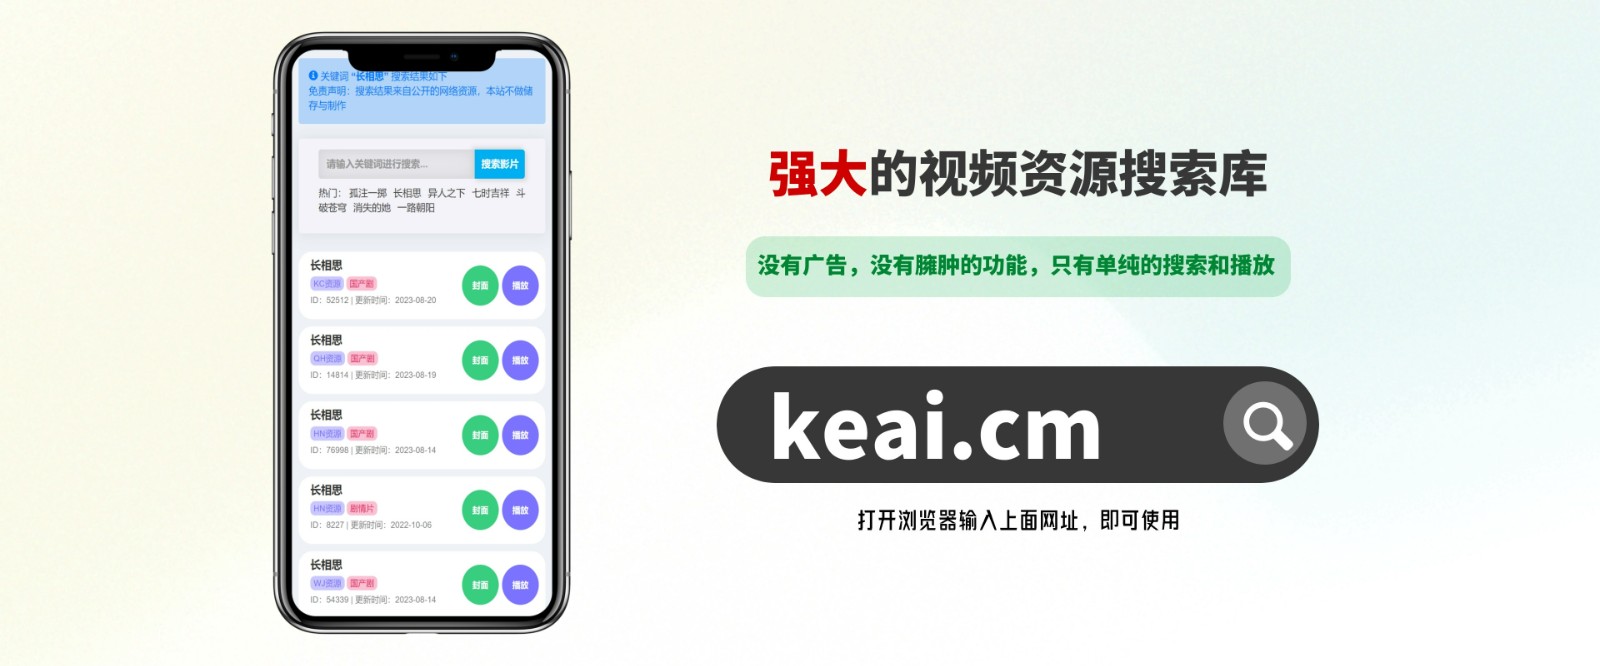 关键词 “长相思” 搜索结果如下
免责声明：搜索结果来自公开的网络资源，本站不做储
存与制作
请输入关键词进行搜索...
搜索影片
热门： 孤注一掷 长相思 异人之下 七时吉祥 斗
破苍穹 消失的她 一路朝阳
长相思
KC资源 国产剧
ID：52512 | 更新时间：2023-08-20
封面 播放
长相思
QH资源 国产剧
ID：14814 | 更新时间：2023-08-19
封面 播放
长相思
HN资源 国产剧
ID：76998 | 更新时间：2023-08-14
封面 播放
长相思
HN资源 剧情片
ID：8227 | 更新时间：2022-10-06
封面 播放
长相思
WJ资源 国产剧
ID：54339 | 更新时间：2023-08-14
封面 播放
强大的视频资源搜索库
没有广告，没有臃肿的功能，只有单纯的搜索和播放
keai.cm
打开浏览器输入上面网址，即可使用